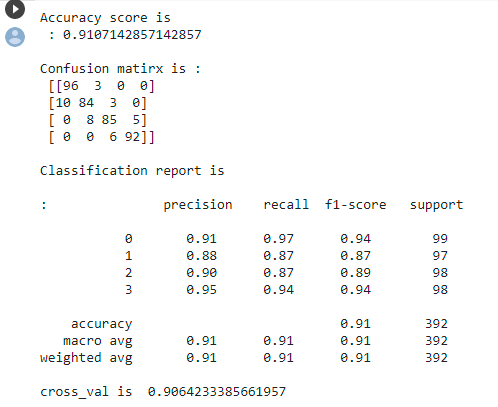 Accuracy score is
: 0.9107142857142857
Confusion matirx is :
[[96 3 0 0]
[10 84 3 0]
[ 0 8 85 5]
[ 0 0 6 92]]
Classification report is
: precision recall f1-score support
0 0.91 0.97 0.94 99
1 0.88 0.87 0.87 97
2 0.90 0.87 0.89 98
3 0.95 0.94 0.94 98
accuracy 0.91 392
macro avg 0.91 0.91 0.91 392
weighted avg 0.91 0.91 0.91 392
cross_val is 0.9064233385661957